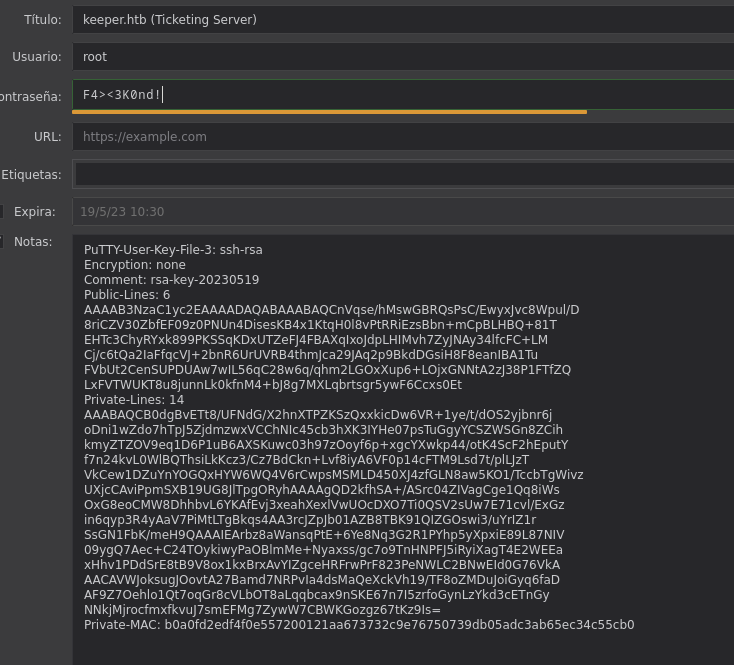 Título: keeper.htb (Ticketing Server)
Usuario: root
ontraseña: F4><3K0nd!
URL: https://example.com
Etiquetas:
Expira: 19/5/23 10:30
Notas:
PuTTY-User-Key-File-3: ssh-rsa
Encryption: none
Comment: rsa-key-20230519
Public-Lines: 6
AAAAB3NzaC1yc2EAAAADAQABAAABAQCnVqse/hMswGBRQsPsC/EwyxJvc8Wpul/D
8riCZV30ZbfEF09z0PNUn4DisesKB4x1KtqH0l8vPtRRiEzsBbn+mCpBLHBQ+81T
EHTc3ChyRYxk899PKSSqKDxUTZeFJ4FBAXqIxoJdpLHIMvh7ZyJNAy34lfcFC+LM
Cj/c6tQa2IaFfqcVJ+2bnR6UrUVRB4thmJca29JAq2p9BkdDGsiH8F8eanIBA1Tu
FVbUt2CenSUPDUAw7wIL56qC28w6q/qhm2LGOxXup6+LOjxGNNtA2zJ38P1FTfZQ
LxFVTWUKT8u8junnLk0kfnM4+bJ8g7MXLqbrtsgr5ywF6Ccxs0Et
Private-Lines: 14
AAABAQCB0dgBvETt8/UFNdG/X2hnXTPZKSzQxxkicDw6VR+1ye/t/dOS2yjbnr6j
oDni1wZdo7hTpJ5ZjdmzwxVCChNIc45cb3hXK3IYHe07psTuGgyYCSZWSGn8ZCih
kmyZTZOV9eq1D6P1uB6AXSKuwc03h97zOoyf6p+xgcYXwkp44/otK4ScF2hEputY
f7n24kvL0WlBQThsiLkKcz3/Cz7BdCkn+Lvf8iyA6VF0p14cFTM9Lsd7t/plLJzT
VkCew1DZuYnYOGQxHYW6WQ4V6rCwpsMSMLD450XJ4zfGLN8aw5KO1/TccbTgWivz
UXjcCAviPpmSXB19UG8JlTpgORyhAAAAgQD2kfhSA+/ASrc04ZIVagCge1Qq8iWs
OxG8eoCMW8DhhbvL6YKAfEvj3xeahXexlVwUOcDXO7Ti0QSV2sUw7E71cvl/ExGz
in6qyp3R4yAaV7PiMtLTgBkqs4AA3rcJZpJb01AZB8TBK91QIZGOswi3/uYrIZ1r
SsGN1FbK/meH9QAAAIEArbz8aWansqPtE+6Ye8Nq3G2R1PYhp5yXpxiE89L87NIV
09ygQ7Aec+C24TOykiwyPaOBlmMe+Nyaxss/gc7o9TnHNPFJ5iRyiXagT4E2WEEa
xHhv1PDdSrE8tB9V8ox1kxBrxAvYIZgceHRFrwPrF823PeNWLC2BNwEId0G76VkA
AACAVWJoksugJOovtA27Bamd7NRPvIa4dsMaQeXckVh19/TF8oZMDuJoiGyq6faD
AF9Z7Oehlo1Qt7oqGr8cVLbOT8aLqqbcax9nSKE67n7I5zrfoGynLzYkd3cETnGy
NNkjMjrocfmxfkvuJ7smEFMg7ZywW7CBWKGozgz67tKz9Is=
Private-MAC: b0a0fd2edf4f0e557200121aa673732c9e76750739db05adc3ab65ec34c55cb0